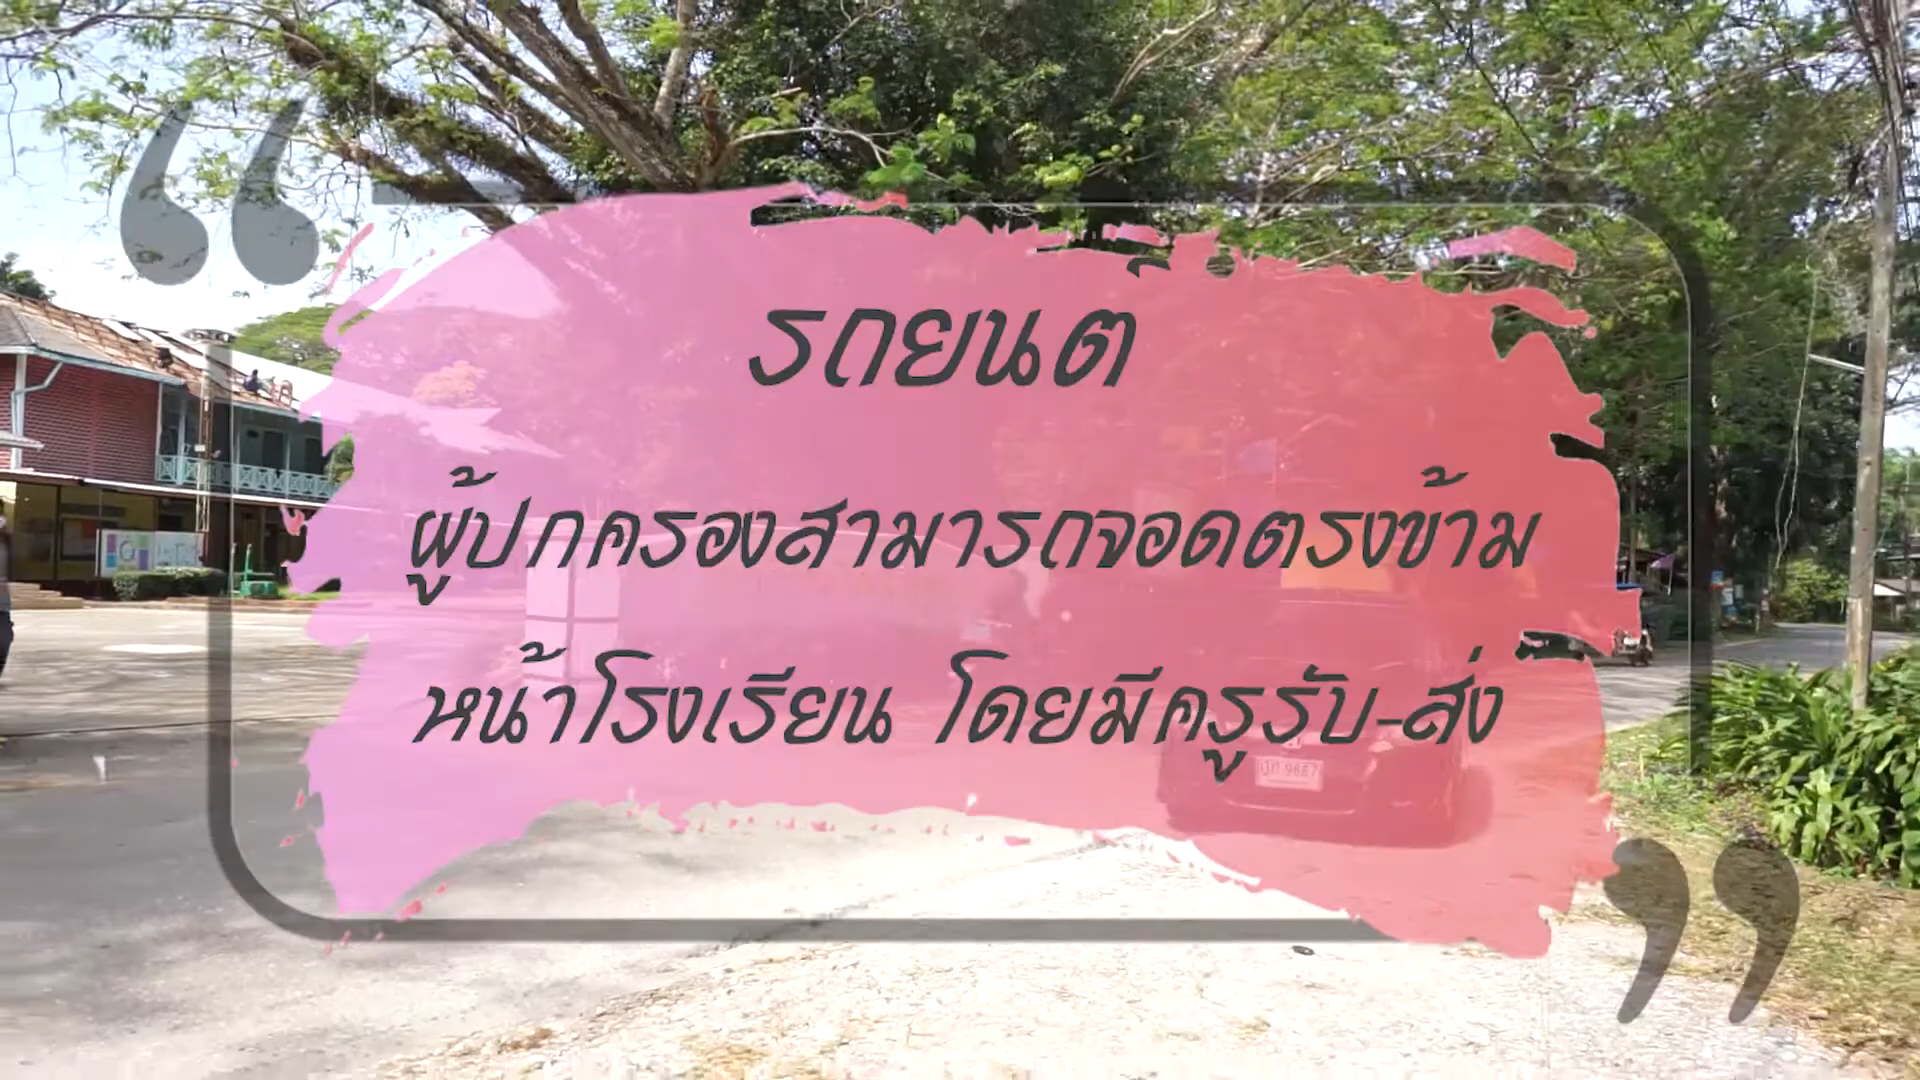 รถยนต์
ผู้ปกครองสามารถจอดตรงข้าม
หน้าโรงเรียน โดยมีครูรับ-ส่ง